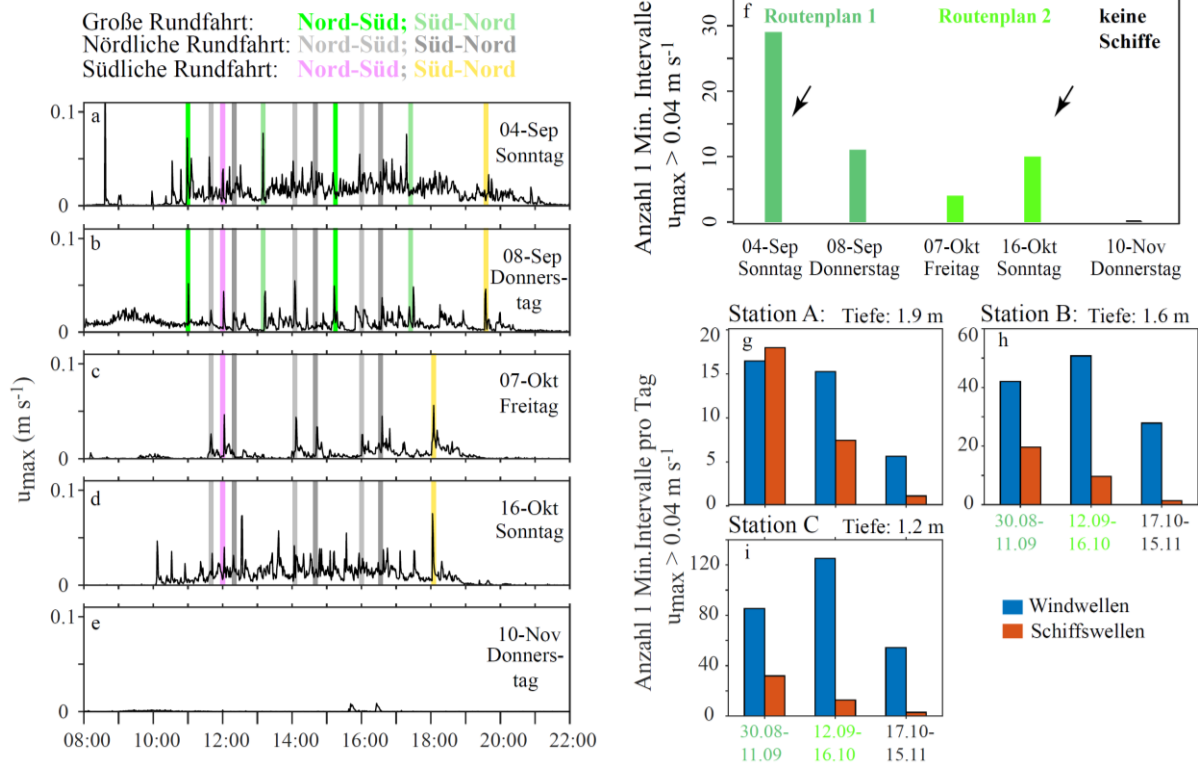 Große Rundfahrt: Nord-Süd; Süd-Nord
Nördliche Rundfahrt: Nord-Süd; Süd-Nord
Südliche Rundfahrt: Nord-Süd; Süd-Nord
umax (m s⁻¹)
0.1
a
04-Sep
Sonntag
0
0.1
b
08-Sep
Donners-
tag
0
0.1
c
07-Okt
Freitag
0
0.1
d
16-Okt
Sonntag
0
0.1
e
10-Nov
Donners-
tag
0
08:00 10:00 12:00 14:00 16:00 18:00 20:00 22:00
Anzahl 1 Min. Intervalle
umax > 0.04 m s⁻¹
f Routenplan 1 Routenplan 2 keine
Schiffe
30
20
10
0
04-Sep 08-Sep 07-Okt 16-Okt 10-Nov
Sonntag Donnerstag Freitag Sonntag Donnerstag
Anzahl 1 Min.Intervalle pro Tag
umax > 0.04 m s⁻¹
Station A: Tiefe: 1.9 m
g
20
15
10
5
0
Station B: Tiefe: 1.6 m
h
60
40
20
0
30.08- 12.09- 17.10-
11.09 16.10 15.11
Station C Tiefe: 1.2 m
i
120
80
40
0
30.08- 12.09- 17.10-
11.09 16.10 15.11
Windwellen
Schiffswellen